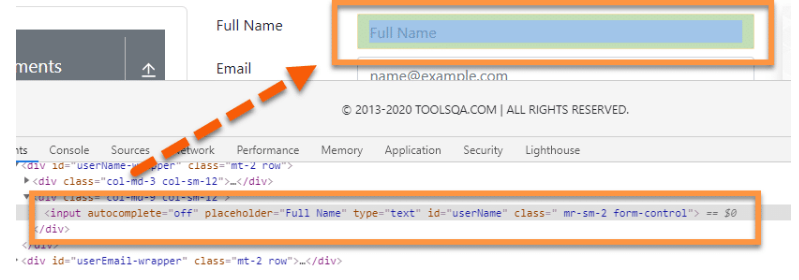 Full Name
Full Name
ments
Email
name@example.com
© 2013-2020 TOOLSQA.COM | ALL RIGHTS RESERVED.
nts Console Sources Network Performance Memory Application Security Lighthouse
<div id="userName-wrapper" class="mt-2 row">
<div class="col-md-3 col-sm-12">…</div>
<div class="col-md-9 col-sm-12">
<input autocomplete="off" placeholder="Full Name" type="text" id="userName" class=" mr-sm-2 form-control"> == $0
</div>
</div>
<div id="userEmail-wrapper" class="mt-2 row">…</div>